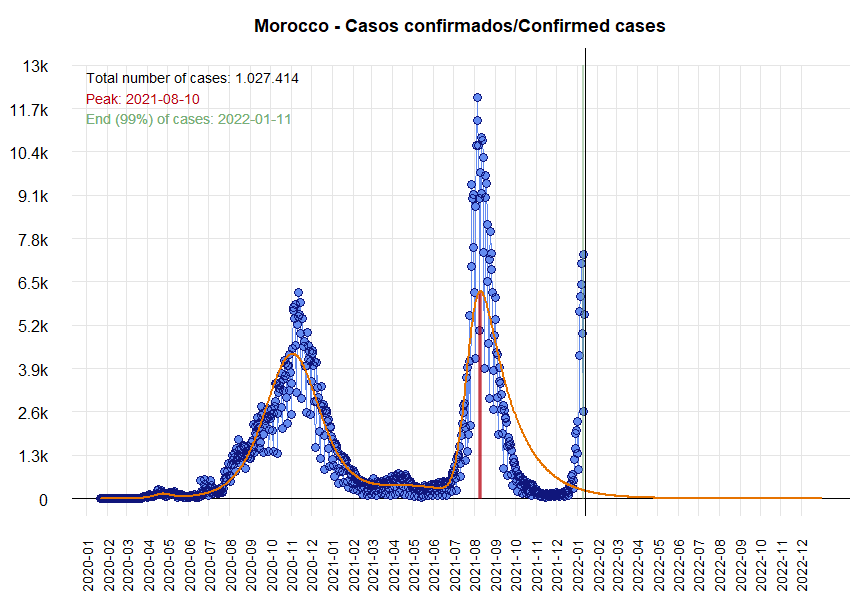 Morocco - Casos confirmados/Confirmed cases
Total number of cases: 1.027.414
Peak: 2021-08-10
End (99%) of cases: 2022-01-11
13k
11.7k
10.4k
9.1k
7.8k
6.5k
5.2k
3.9k
2.6k
1.3k
0
2020-01
2020-02
2020-03
2020-04
2020-05
2020-06
2020-07
2020-08
2020-09
2020-10
2020-11
2020-12
2021-01
2021-02
2021-03
2021-04
2021-05
2021-06
2021-07
2021-08
2021-09
2021-10
2021-11
2021-12
2022-01
2022-02
2022-03
2022-04
2022-05
2022-06
2022-07
2022-08
2022-09
2022-10
2022-11
2022-12